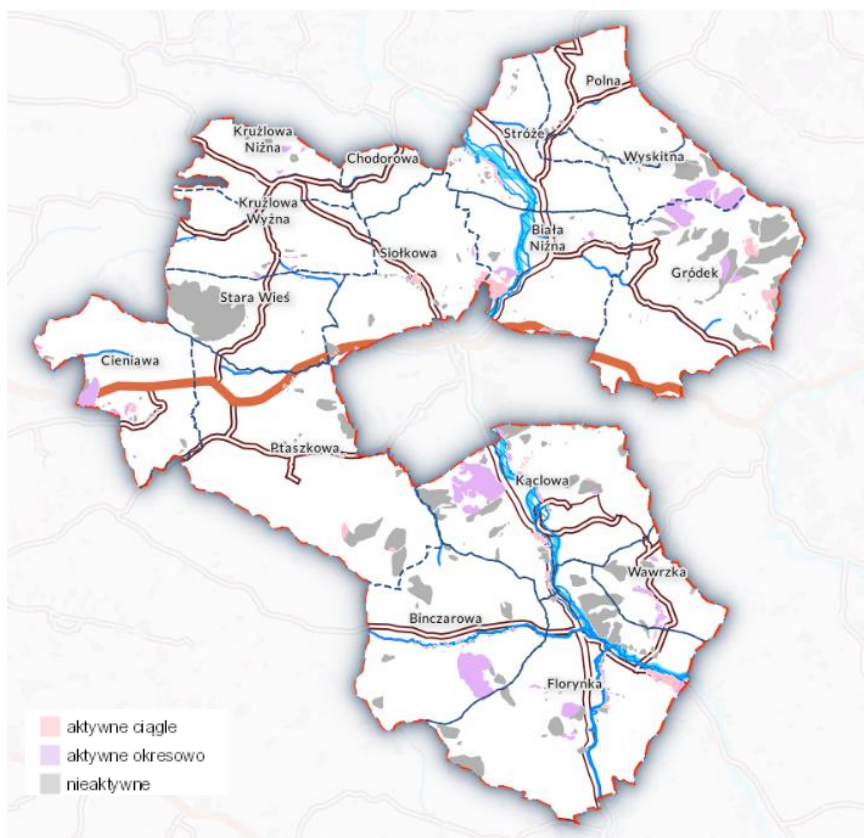 Polna
Krużlowa
Niżna
Stróże
Chodorowa
Wyskitna
Krużlowa
Wyżna
Siołkowa
Biała
Niżna
Gródek
Stara Wieś
Cieniawa
Ptaszkowa
Kąclowa
Wawrzka
Binczarowa
Florynka
aktywne ciągle
aktywne okresowo
nieaktywne